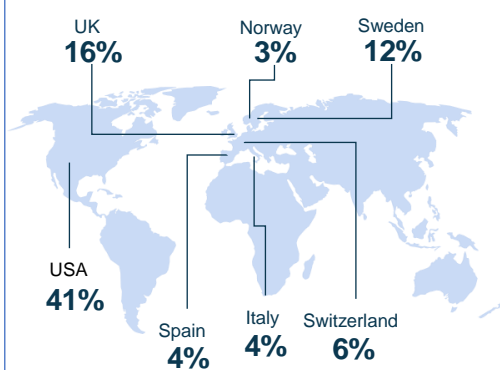 UK
16%
Norway
3%
Sweden
12%
USA
41%
Spain
4%
Italy
4%
Switzerland
6%